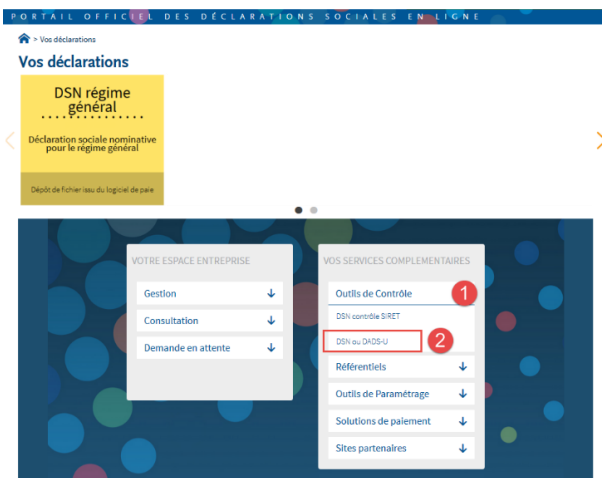 PORTAIL OFFICIEL DES DÉCLARATIONS SOCIALES EN LIGNE
> Vos déclarations
Vos déclarations
DSN régime
général
Déclaration sociale nominative
pour le régime général
Dépôt de fichier issu du logiciel de paie
VOTRE ESPACE ENTREPRISE
Gestion
Consultation
Demande en attente
VOS SERVICES COMPLEMENTAIRES
Outils de Contrôle
1
DSN contrôle SIRET
DSN ou DADS-U
2
Référentiels
Outils de Paramétrage
Solutions de paiement
Sites partenaires